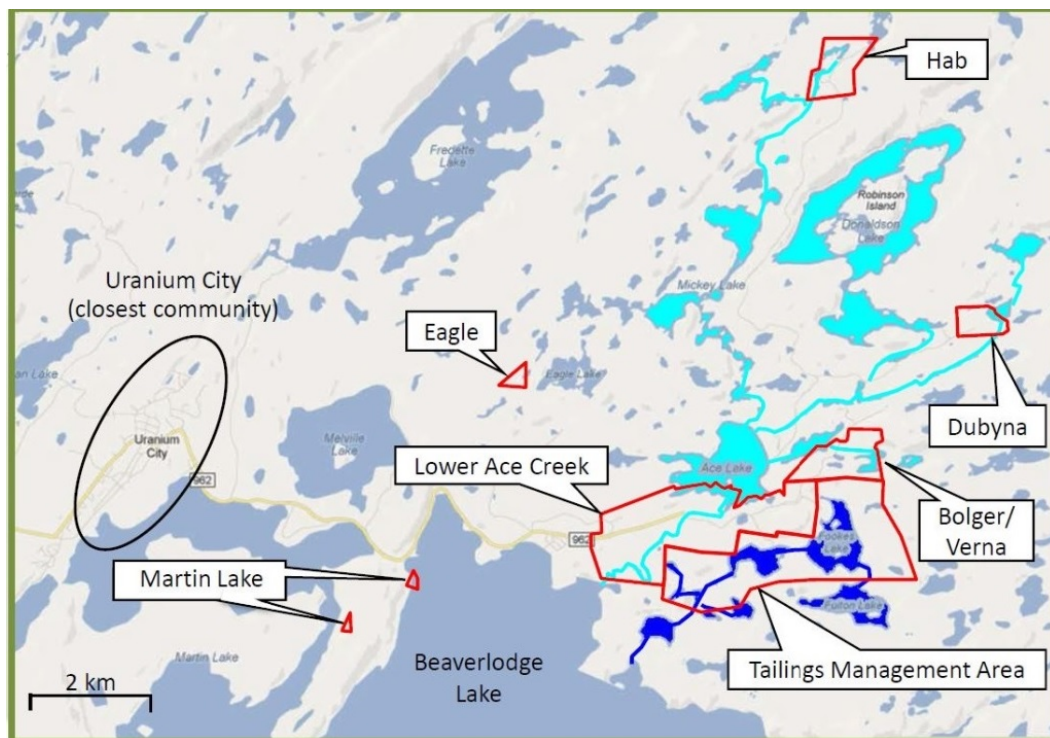 Hab
Fredette
Lake
Robinson
Island
Donaldson
Lake
Mickey Lake
Uranium City
(closest community)
Eagle
Eagle Lake
Dubyna
Uranium
City
Melville
Lake
Ace Lake
Lower Ace Creek
962
962
Bolger/
Verna
Fookes
Lake
Martin Lake
Fulton Lake
Martin Lake
Beaverlodge
Lake
Tailings Management Area
2 km